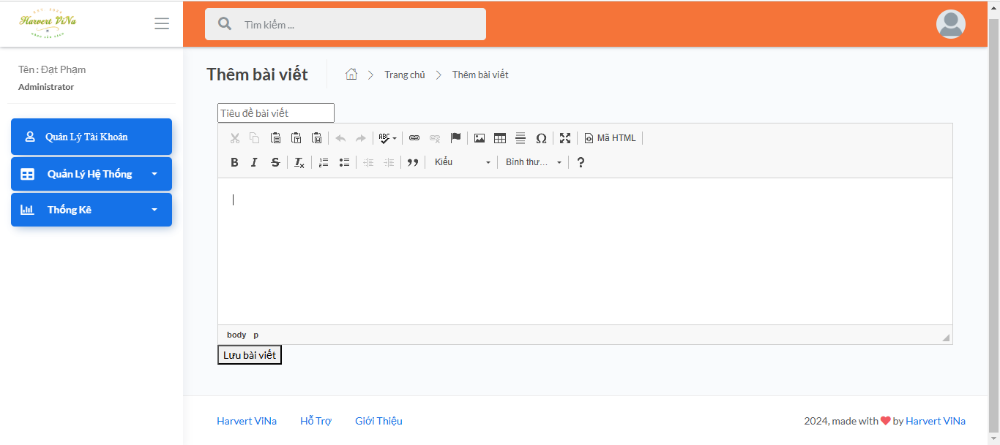 Harvert ViNa
Tìm kiếm ...
Tên : Đạt Phạm
Administrator
Quản Lý Tài Khoản
Quản Lý Hệ Thống
Thống Kê
Thêm bài viết
Trang chủ
Thêm bài viết
Tiêu đề bài viết
ABC
Mã HTML
B I S
Kiểu
Bình thư...
?
body p
Lưu bài viết
Harvert ViNa
Hỗ Trợ
Giới Thiệu
2024, made with by Harvert ViNa